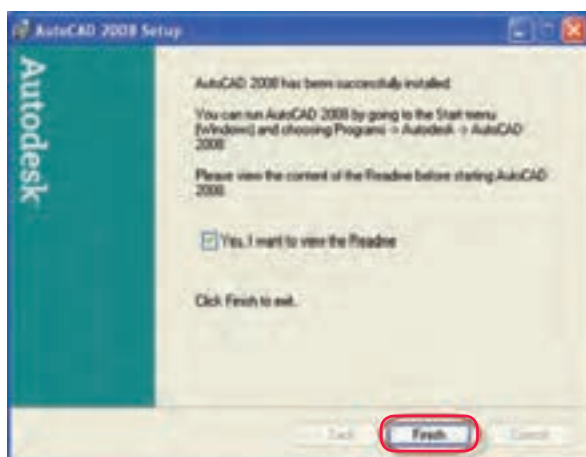 AutoCAD 2008 Setup
Autodesk
AutoCAD 2008 has been successfully installed.
You can run AutoCAD 2008 by going to the Start menu
(Windows) and choosing Programs -> Autodesk -> AutoCAD
2008
Please view the content of the Readme before starting AutoCAD
2008.
Yes, I want to view the Readme
Click Finish to exit.
Back
Finish
Cancel